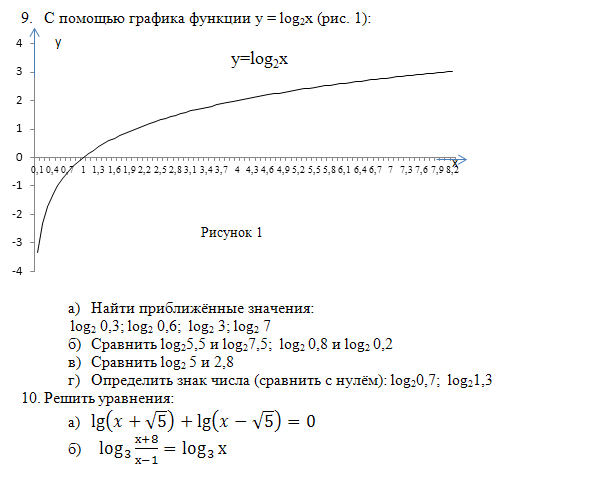 9. С помощью графика функции y = log₂x (рис. 1):
4
y
y=log₂x
3
2
1
0
x
0,1 0,4 0,7 1 1,3 1,6 1,9 2,2 2,5 2,8 3,1 3,4 3,7 4 4,3 4,6 4,9 5,2 5,5 5,8 6,1 6,4 6,7 7 7,3 7,6 7,9 8,2
-1
-2
-3
Рисунок 1
-4
а) Найти приближённые значения:
log₂ 0,3; log₂ 0,6; log₂ 3; log₂ 7
б) Сравнить log₂5,5 и log₂7,5; log₂ 0,8 и log₂ 0,2
в) Сравнить log₂ 5 и 2,8
г) Определить знак числа (сравнить с нулём): log₂0,7; log₂1,3
10. Решить уравнения:
а) lg(x + √5) + lg(x − √5) = 0
б) log₃ (x+8)/(x−1) = log₃ x